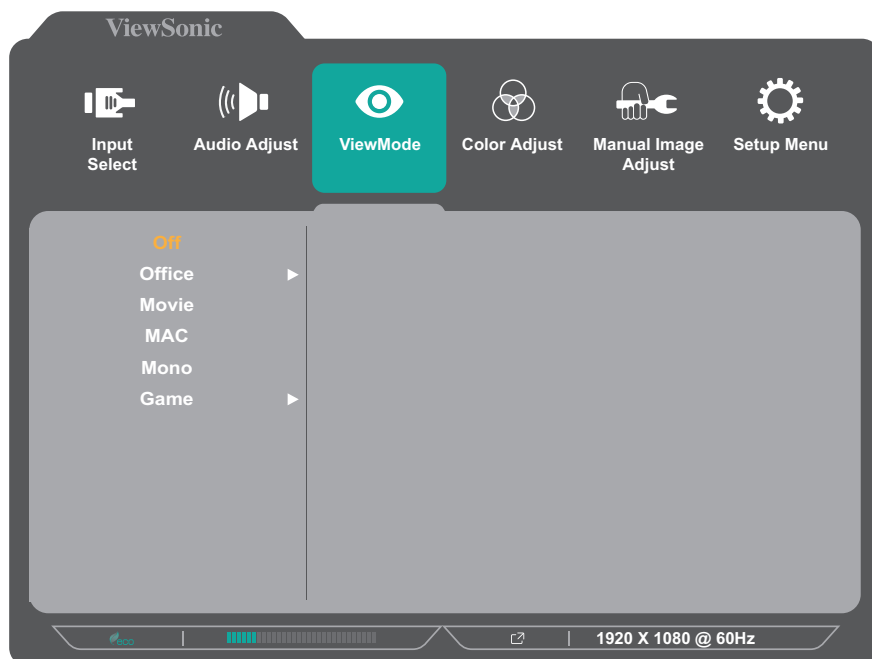 ViewSonic
Input
Select
Audio Adjust
ViewMode
Color Adjust
Manual Image
Adjust
Setup Menu
Off
Office
Movie
MAC
Mono
Game
eco
1920 X 1080 @ 60Hz